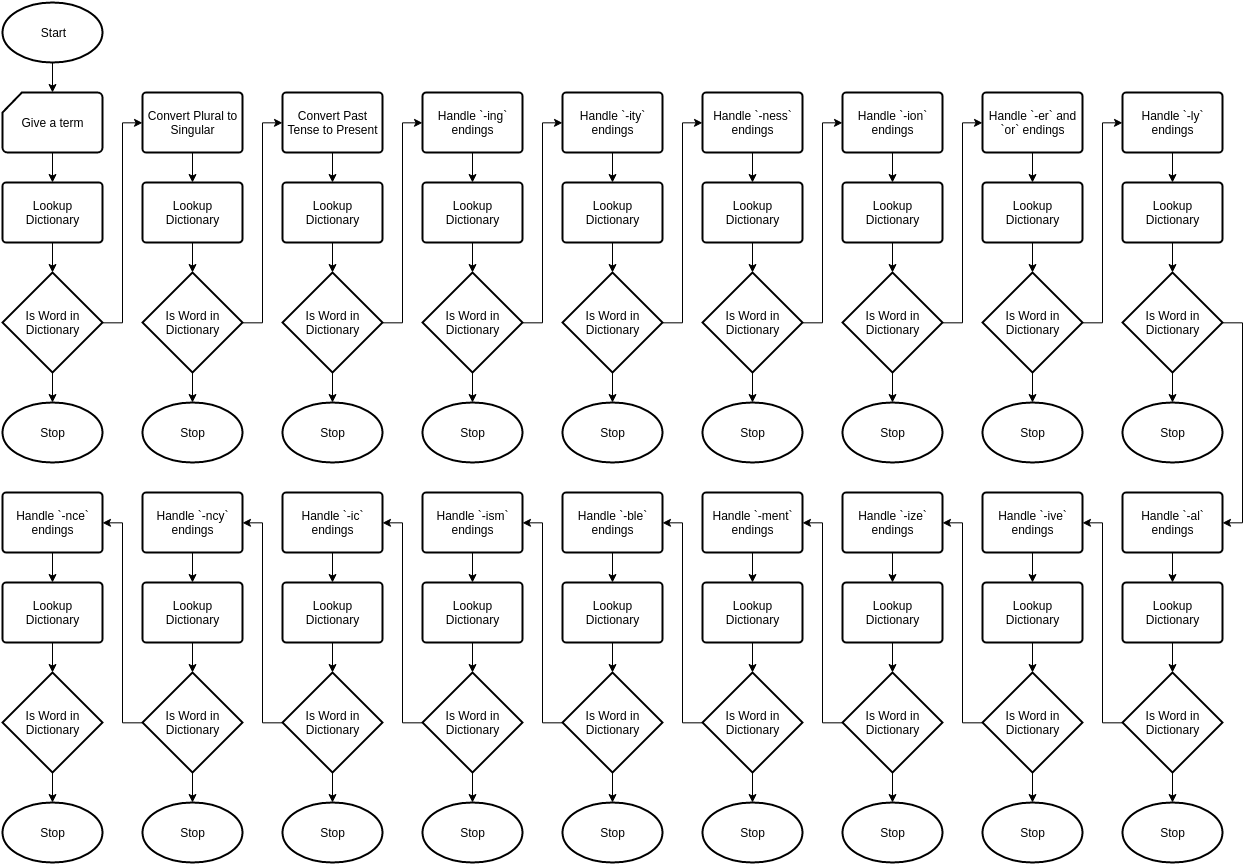 Start
Give a term
Convert Plural to
Singular
Convert Past
Tense to Present
Handle `-ing`
endings
Handle `-ity`
endings
Handle `-ness`
endings
Handle `-ion`
endings
Handle `-er` and
`or` endings
Handle `-ly`
endings
Lookup
Dictionary
Lookup
Dictionary
Lookup
Dictionary
Lookup
Dictionary
Lookup
Dictionary
Lookup
Dictionary
Lookup
Dictionary
Lookup
Dictionary
Lookup
Dictionary
Is Word in
Dictionary
Is Word in
Dictionary
Is Word in
Dictionary
Is Word in
Dictionary
Is Word in
Dictionary
Is Word in
Dictionary
Is Word in
Dictionary
Is Word in
Dictionary
Is Word in
Dictionary
Stop
Stop
Stop
Stop
Stop
Stop
Stop
Stop
Stop
Handle `-nce`
endings
Handle `-ncy`
endings
Handle `-ic`
endings
Handle `-ism`
endings
Handle `-ble`
endings
Handle `-ment`
endings
Handle `-ize`
endings
Handle `-ive`
endings
Handle `-al`
endings
Lookup
Dictionary
Lookup
Dictionary
Lookup
Dictionary
Lookup
Dictionary
Lookup
Dictionary
Lookup
Dictionary
Lookup
Dictionary
Lookup
Dictionary
Lookup
Dictionary
Is Word in
Dictionary
Is Word in
Dictionary
Is Word in
Dictionary
Is Word in
Dictionary
Is Word in
Dictionary
Is Word in
Dictionary
Is Word in
Dictionary
Is Word in
Dictionary
Is Word in
Dictionary
Stop
Stop
Stop
Stop
Stop
Stop
Stop
Stop
Stop